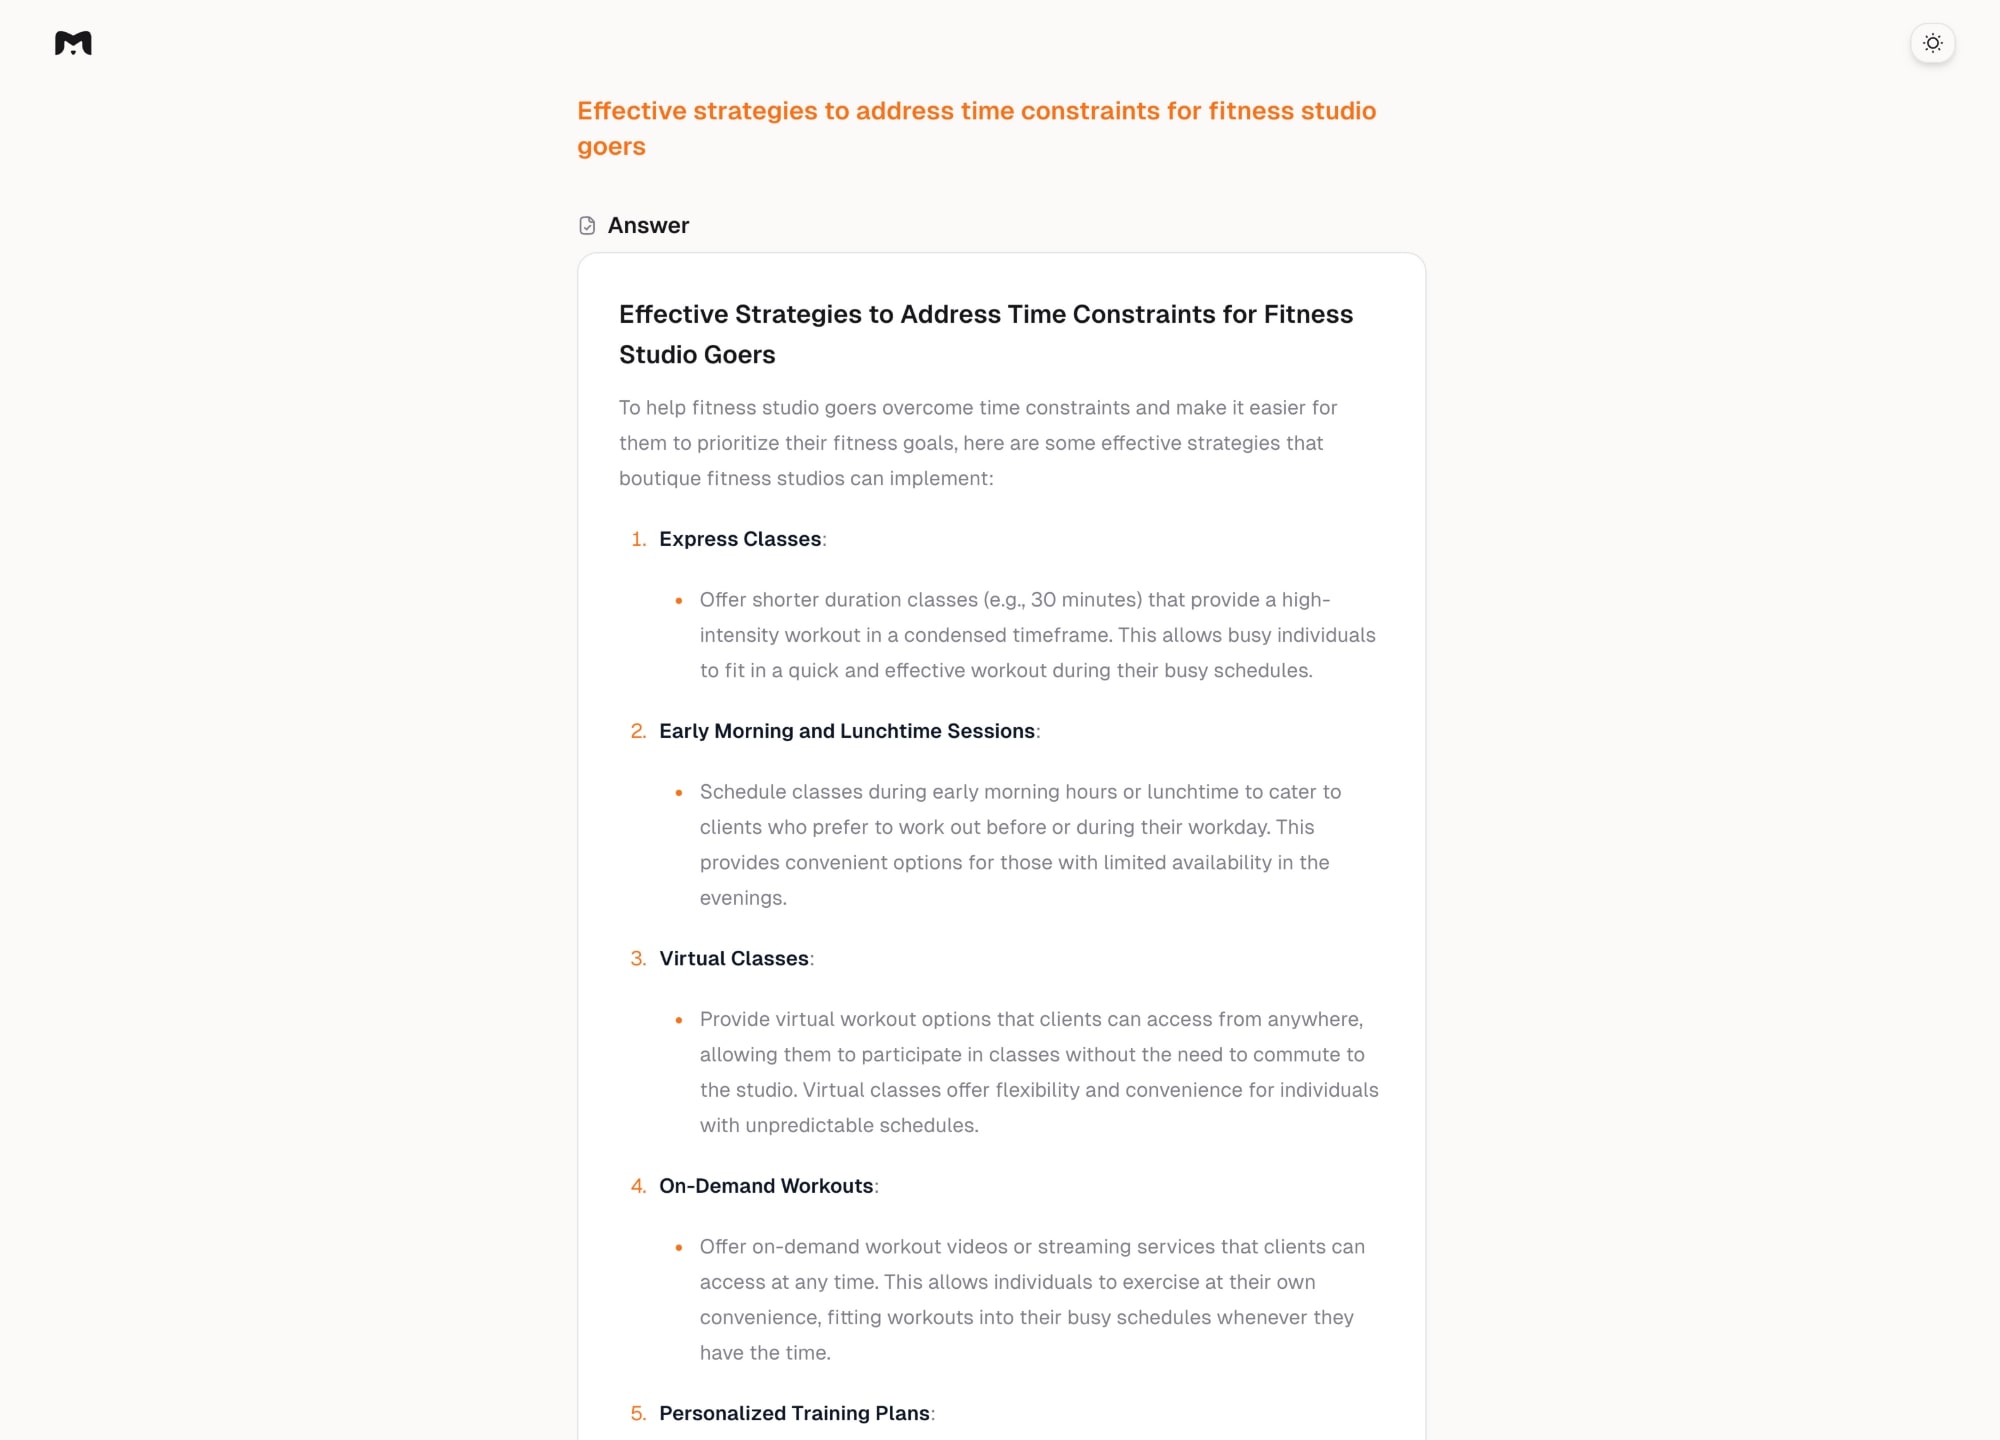 Effective strategies to address time constraints for fitness studio
goers
Answer
Effective Strategies to Address Time Constraints for Fitness
Studio Goers
To help fitness studio goers overcome time constraints and make it easier for
them to prioritize their fitness goals, here are some effective strategies that
boutique fitness studios can implement:
1. Express Classes:
• Offer shorter duration classes (e.g., 30 minutes) that provide a high-
intensity workout in a condensed timeframe. This allows busy individuals
to fit in a quick and effective workout during their busy schedules.
2. Early Morning and Lunchtime Sessions:
• Schedule classes during early morning hours or lunchtime to cater to
clients who prefer to work out before or during their workday. This
provides convenient options for those with limited availability in the
evenings.
3. Virtual Classes:
• Provide virtual workout options that clients can access from anywhere,
allowing them to participate in classes without the need to commute to
the studio. Virtual classes offer flexibility and convenience for individuals
with unpredictable schedules.
4. On-Demand Workouts:
• Offer on-demand workout videos or streaming services that clients can
access at any time. This allows individuals to exercise at their own
convenience, fitting workouts into their busy schedules whenever they
have the time.
5. Personalized Training Plans: